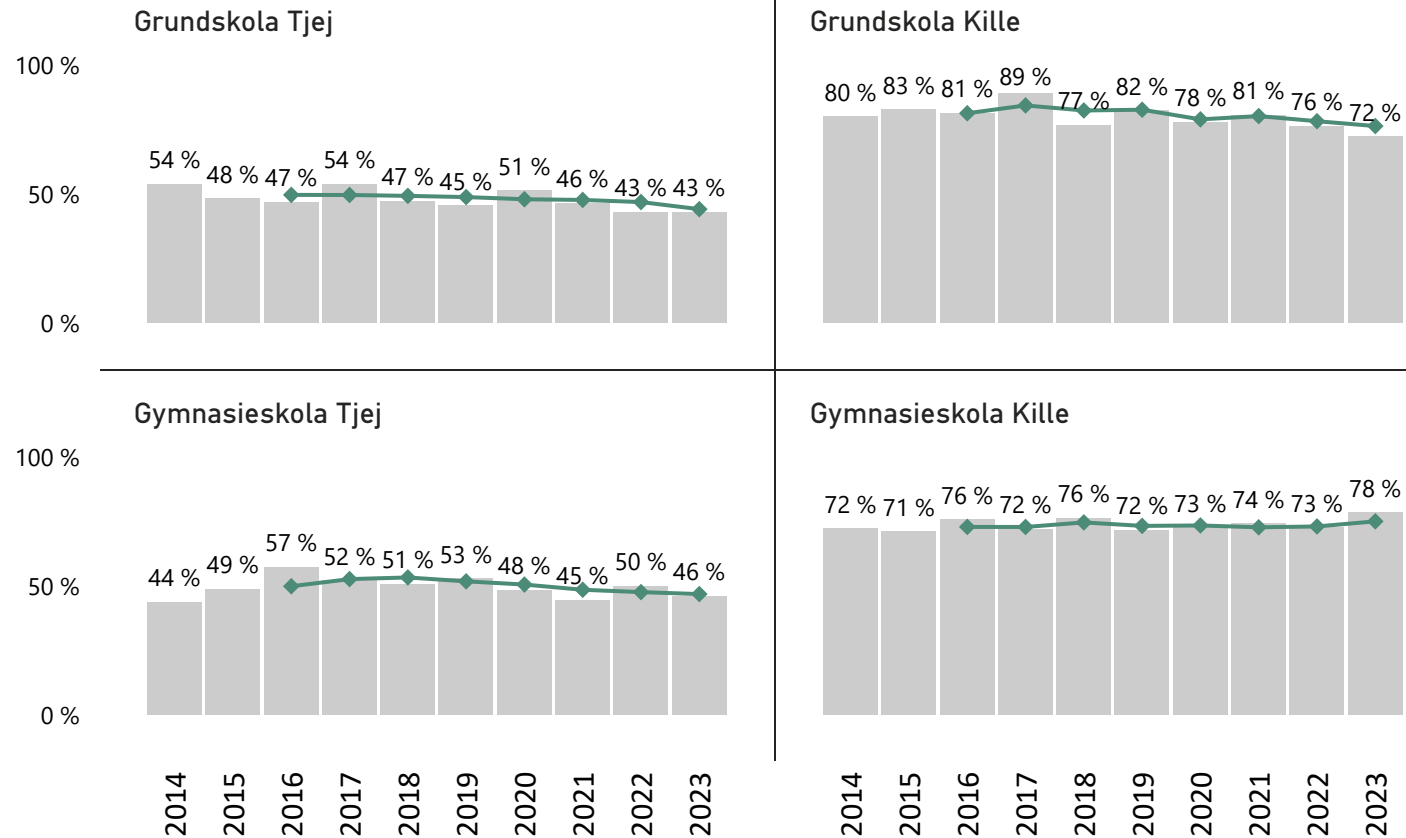 Grundskola Tjej
100 %
50 %
0 %
54 % 48 % 47 % 54 % 47 % 45 % 51 % 46 % 43 % 43 %
Grundskola Kille
80 % 83 % 81 % 89 % 77 % 82 % 78 % 81 % 76 % 72 %
Gymnasieskola Tjej
100 %
50 %
0 %
44 % 49 % 57 % 52 % 51 % 53 % 48 % 45 % 50 % 46 %
2014 2015 2016 2017 2018 2019 2020 2021 2022 2023
Gymnasieskola Kille
72 % 71 % 76 % 72 % 76 % 72 % 73 % 74 % 73 % 78 %
2014 2015 2016 2017 2018 2019 2020 2021 2022 2023